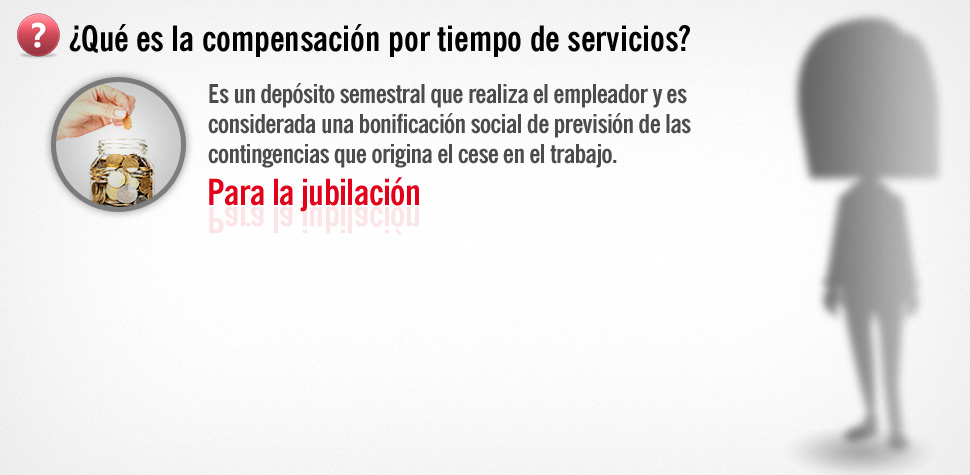 ?
¿Qué es la compensación por tiempo de servicios?
Es un depósito semestral que realiza el empleador y es
considerada una bonificación social de previsión de las
contingencias que origina el cese en el trabajo.
Para la jubilación